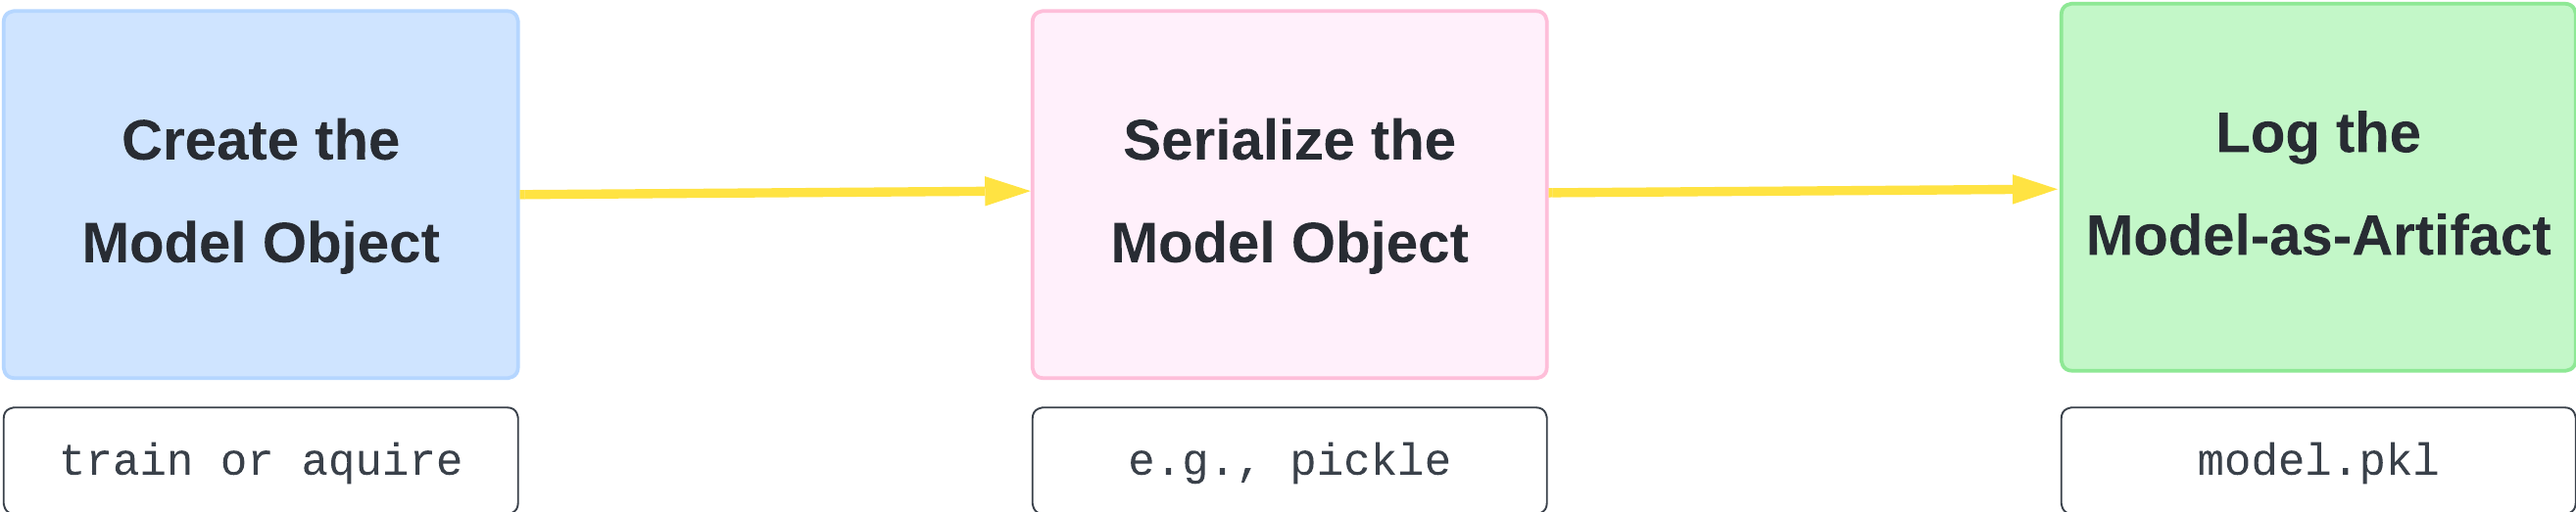 Create the
Model Object
Serialize the
Model Object
Log the
Model-as-Artifact
train or aquire
e.g., pickle
model.pkl